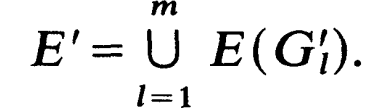 E' = ⋃_{l=1}^{m} E(G'_l).